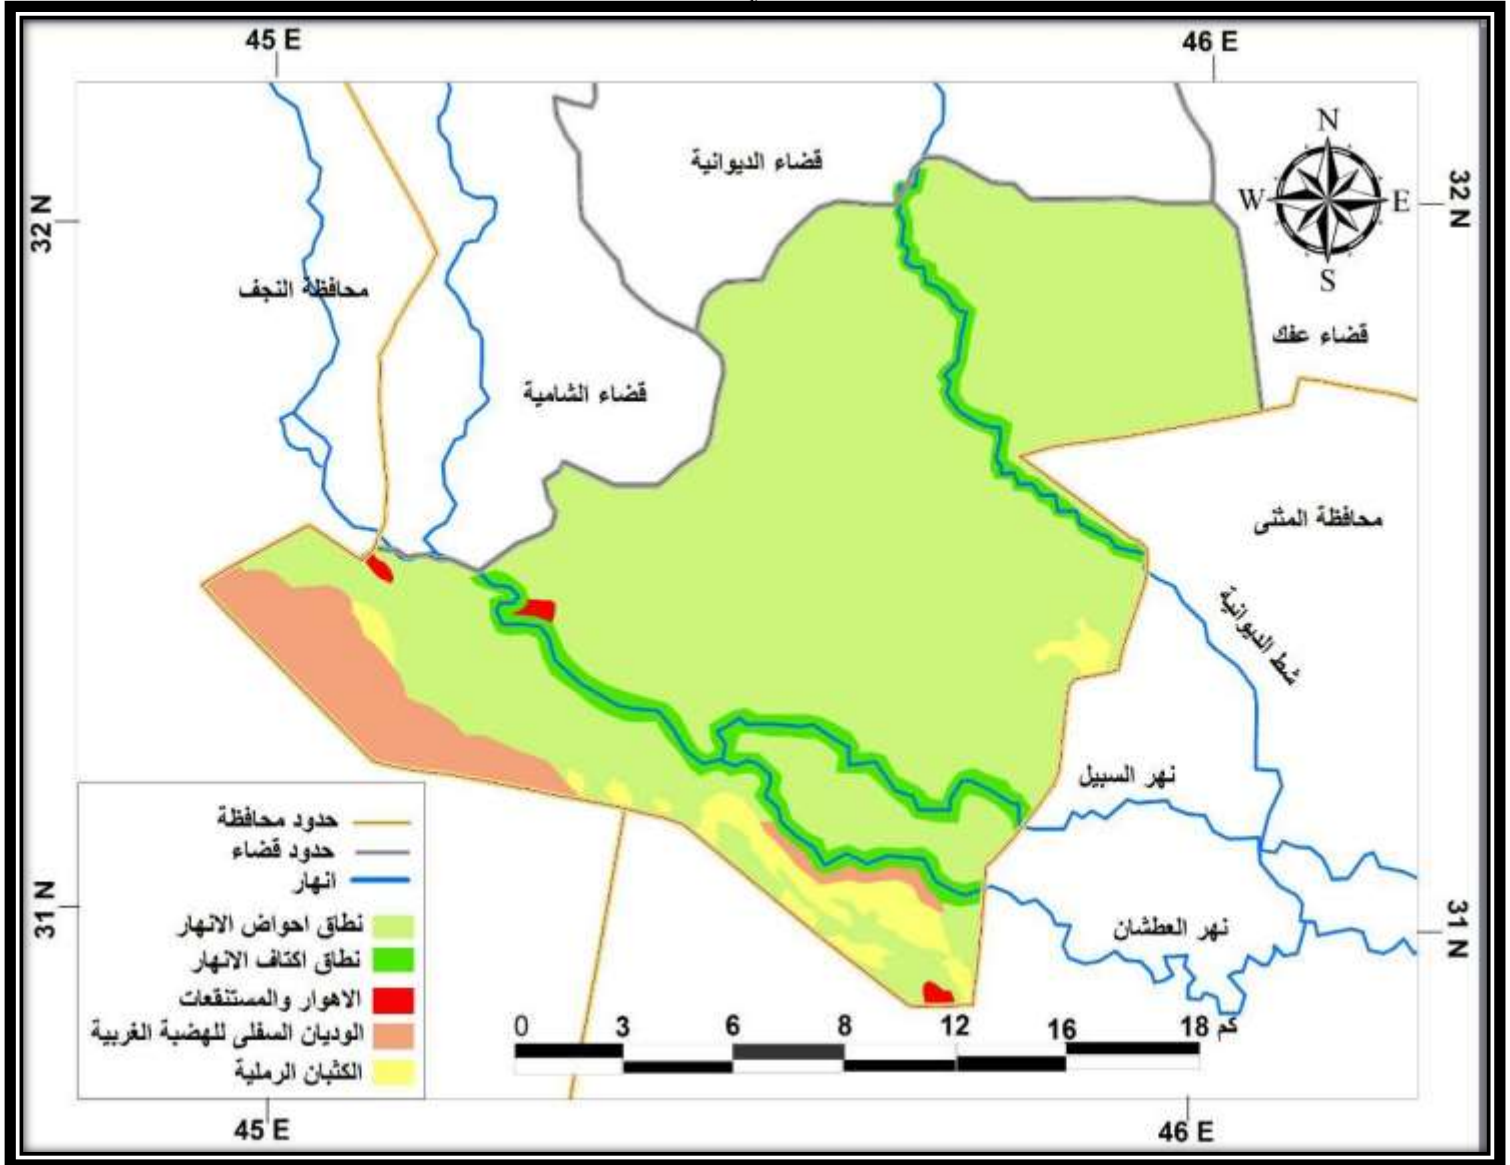 45 E
46 E
N
W
E
S
32 N
32 N
قضاء الديوانية
محافظة النجف
قضاء عفك
قضاء الشامية
محافظة المثنى
شط الديوانية
نهر السبيل
نهر العطشان
حدود محافظة
حدود قضاء
انهار
نطاق احواض الانهار
نطاق اكتاف الانهار
الاهوار والمستنقعات
الوديان السفلى للهضبة الغربية
الكثبان الرملية
31 N
31 N
0 3 6 8 12 16 18 كم
45 E
46 E